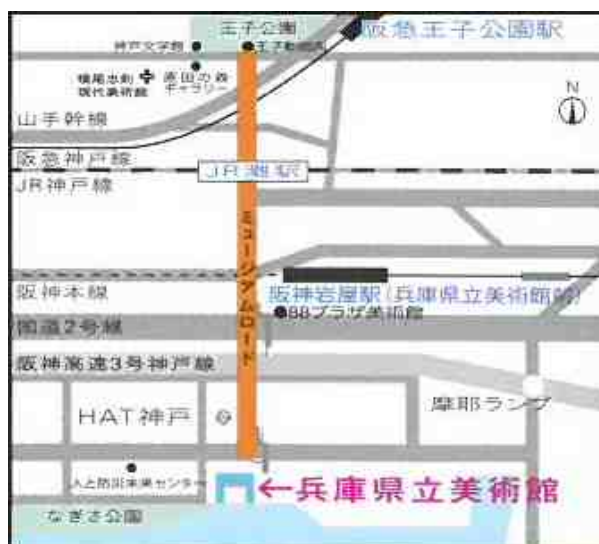 王子公園
阪急王子公園駅
神戸文学館
王子動物園
横尾忠則
現代美術館
原田の森
ギャラリー
N
山手幹線
阪急神戸線
JR灘駅
JR神戸線
ミュージアムロード
阪神本線
阪神岩屋駅(兵庫県立美術館前)
BBプラザ美術館
国道2号線
阪神高速3号神戸線
HAT神戸
摩耶ランプ
人と防災未来センター
←兵庫県立美術館
なぎさ公園